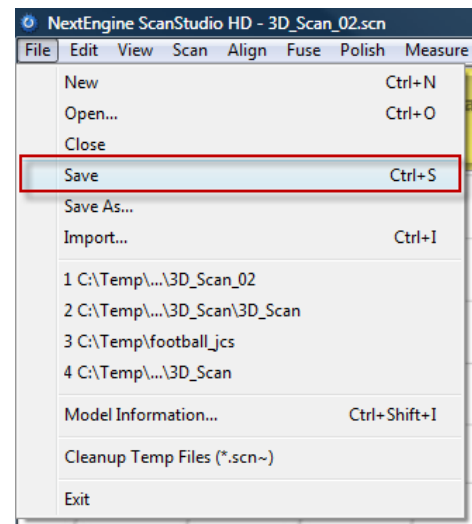 NextEngine ScanStudio HD - 3D_Scan_02.scn
File Edit View Scan Align Fuse Polish Measure
New Ctrl+N
Open... Ctrl+O
Close
Save Ctrl+S
Save As...
Import... Ctrl+I
1 C:\Temp\...\3D_Scan_02
2 C:\Temp\...\3D_Scan\3D_Scan
3 C:\Temp\football_jcs
4 C:\Temp\...\3D_Scan
Model Information... Ctrl+Shift+I
Cleanup Temp Files (*.scn~)
Exit